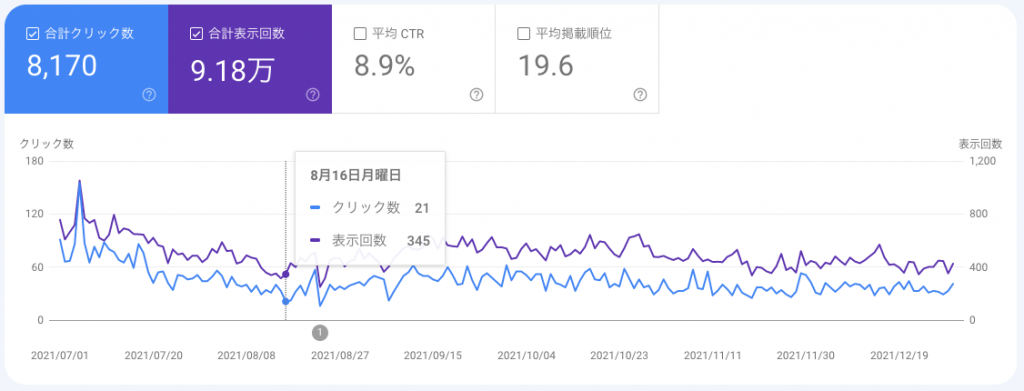 合計クリック数
8,170
合計表示回数
9.18万
平均 CTR
8.9%
平均掲載順位
19.6
クリック数
表示回数
180
120
60
0
1,200
800
400
0
8月16日月曜日
クリック数 21
表示回数 345
1
2021/07/01 2021/07/20 2021/08/08 2021/08/27 2021/09/15 2021/10/04 2021/10/23 2021/11/11 2021/11/30 2021/12/19